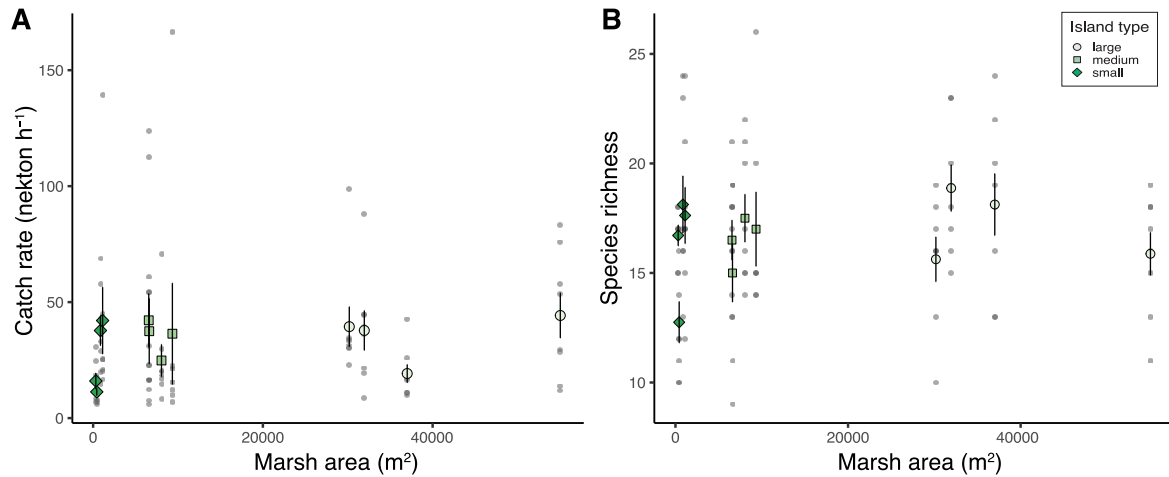 A
Catch rate (nekton h⁻¹)
150
100
50
0
0
20000
40000
Marsh area (m²)
B
Species richness
25
20
15
10
0
20000
40000
Marsh area (m²)
Island type
large
medium
small